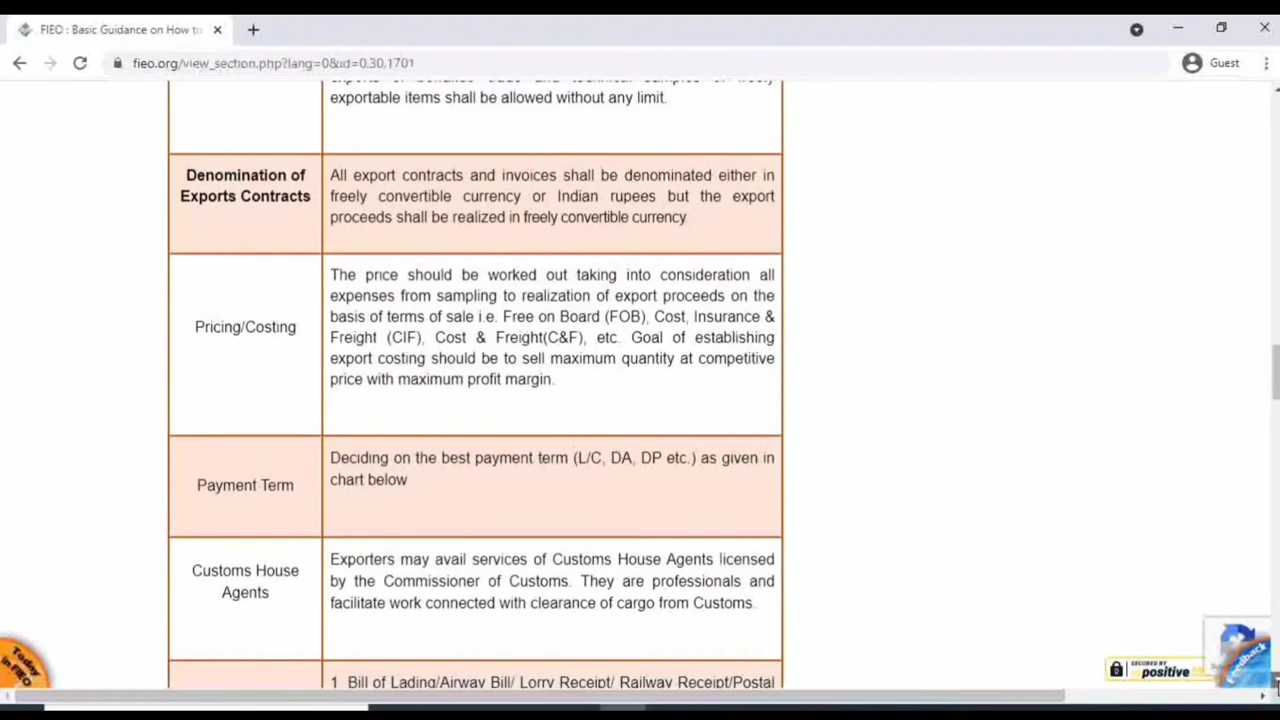 FIEO : Basic Guidance on How to
fieo.org/view_section.php?lang=0&id=0,30,1701
Guest
exportable items shall be allowed without any limit.
Denomination of
Exports Contracts
All export contracts and invoices shall be denominated either in
freely convertible currency or Indian rupees but the export
proceeds shall be realized in freely convertible currency.
Pricing/Costing
The price should be worked out taking into consideration all
expenses from sampling to realization of export proceeds on the
basis of terms of sale i.e. Free on Board (FOB), Cost, Insurance &
Freight (CIF), Cost & Freight(C&F), etc. Goal of establishing
export costing should be to sell maximum quantity at competitive
price with maximum profit margin.
Payment Term
Deciding on the best payment term (L/C, DA, DP etc.) as given in
chart below
Customs House
Agents
Exporters may avail services of Customs House Agents licensed
by the Commissioner of Customs. They are professionals and
facilitate work connected with clearance of cargo from Customs.
1 Bill of Lading/Airway Bill/ Lorry Receipt/ Railway Receipt/Postal
Today
in FIEO
SECURED BY
positive
Feedback